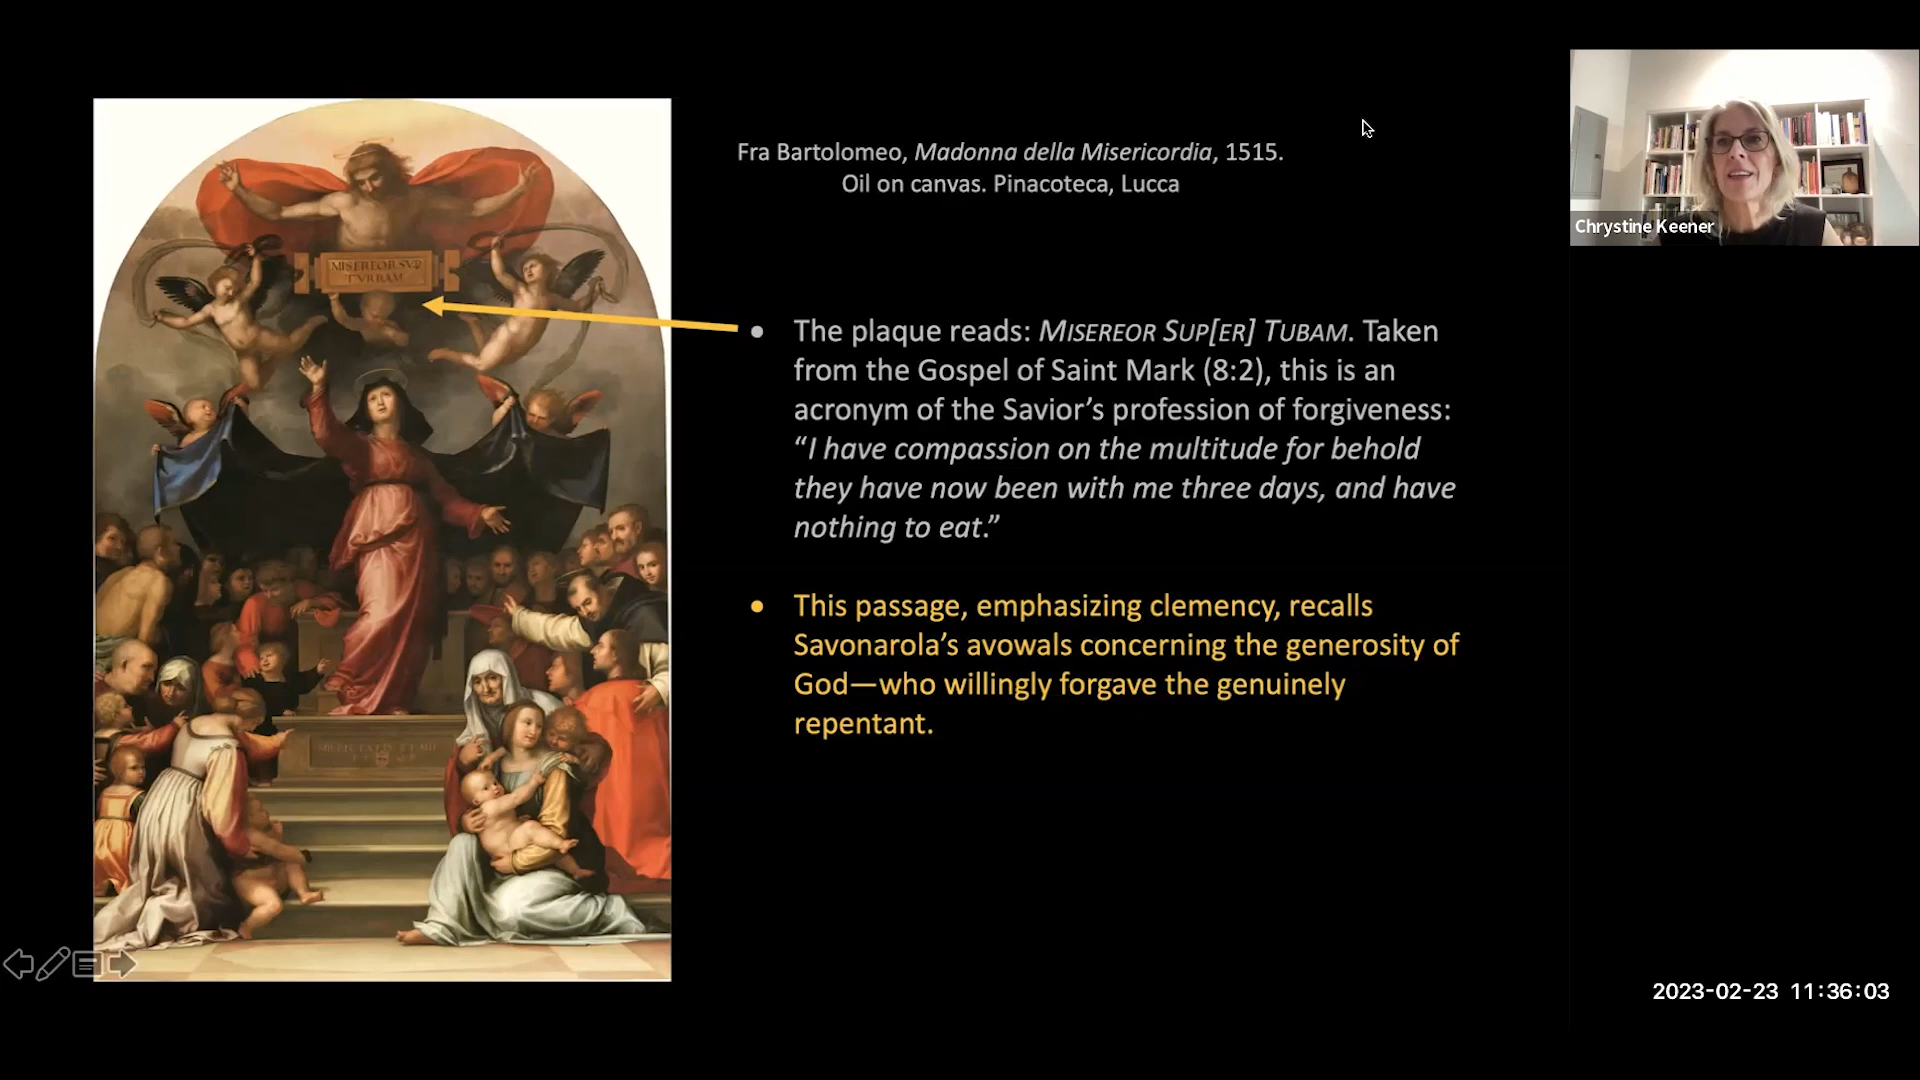 Fra Bartolomeo, Madonna della Misericordia, 1515.
Oil on canvas. Pinacoteca, Lucca
Chrystine Keener
MISEREOR SVP
TVRBAM
• The plaque reads: MISEREOR SUP[ER] TUBAM. Taken
from the Gospel of Saint Mark (8:2), this is an
acronym of the Savior’s profession of forgiveness:
“I have compassion on the multitude for behold
they have now been with me three days, and have
nothing to eat.”
• This passage, emphasizing clemency, recalls
Savonarola’s avowals concerning the generosity of
God—who willingly forgave the genuinely
repentant.
2023-02-23 11:36:03